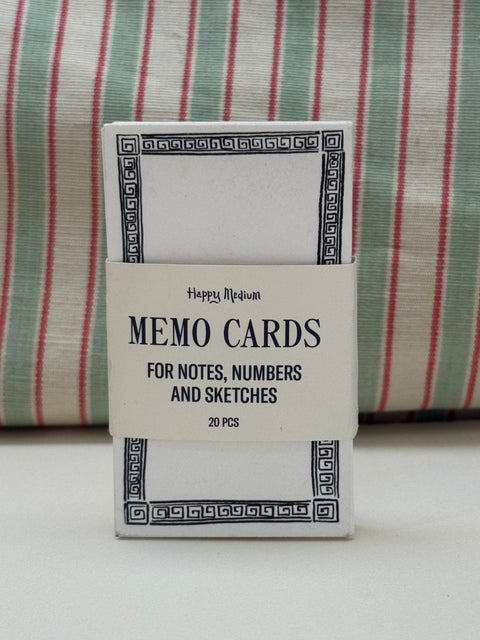 Happy Medium
MEMO CARDS
FOR NOTES, NUMBERS
AND SKETCHES
20 PCS